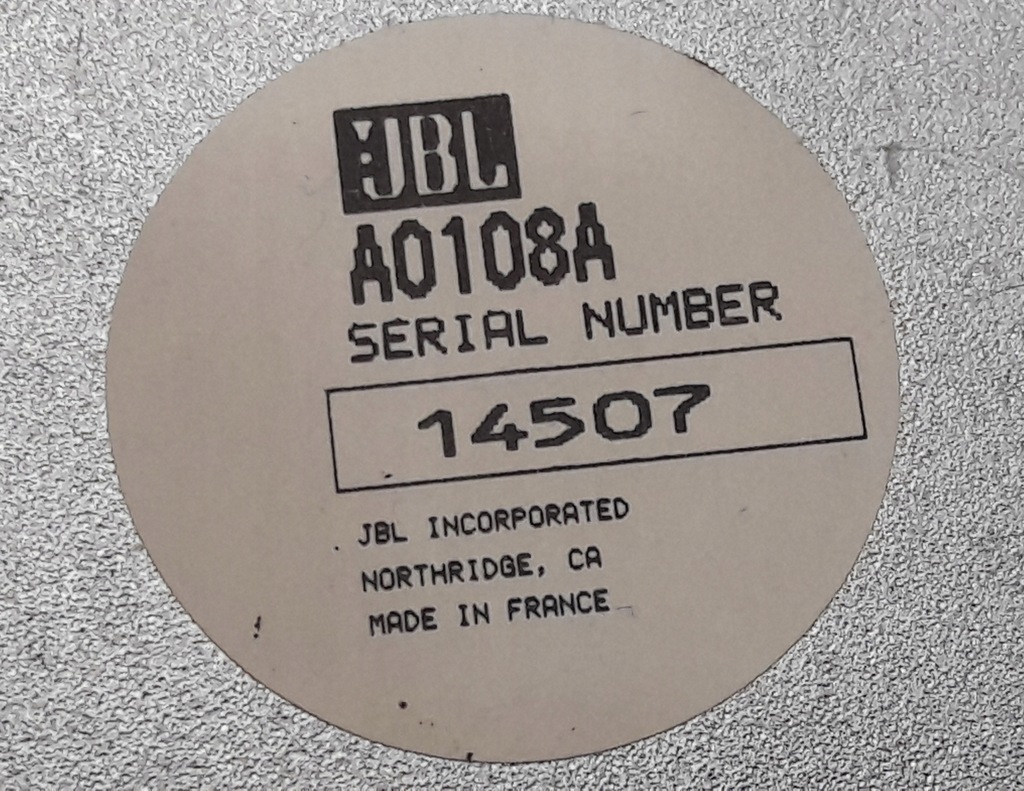 JBL
A0108A
SERIAL NUMBER
14507
JBL INCORPORATED
NORTHRIDGE, CA
MADE IN FRANCE